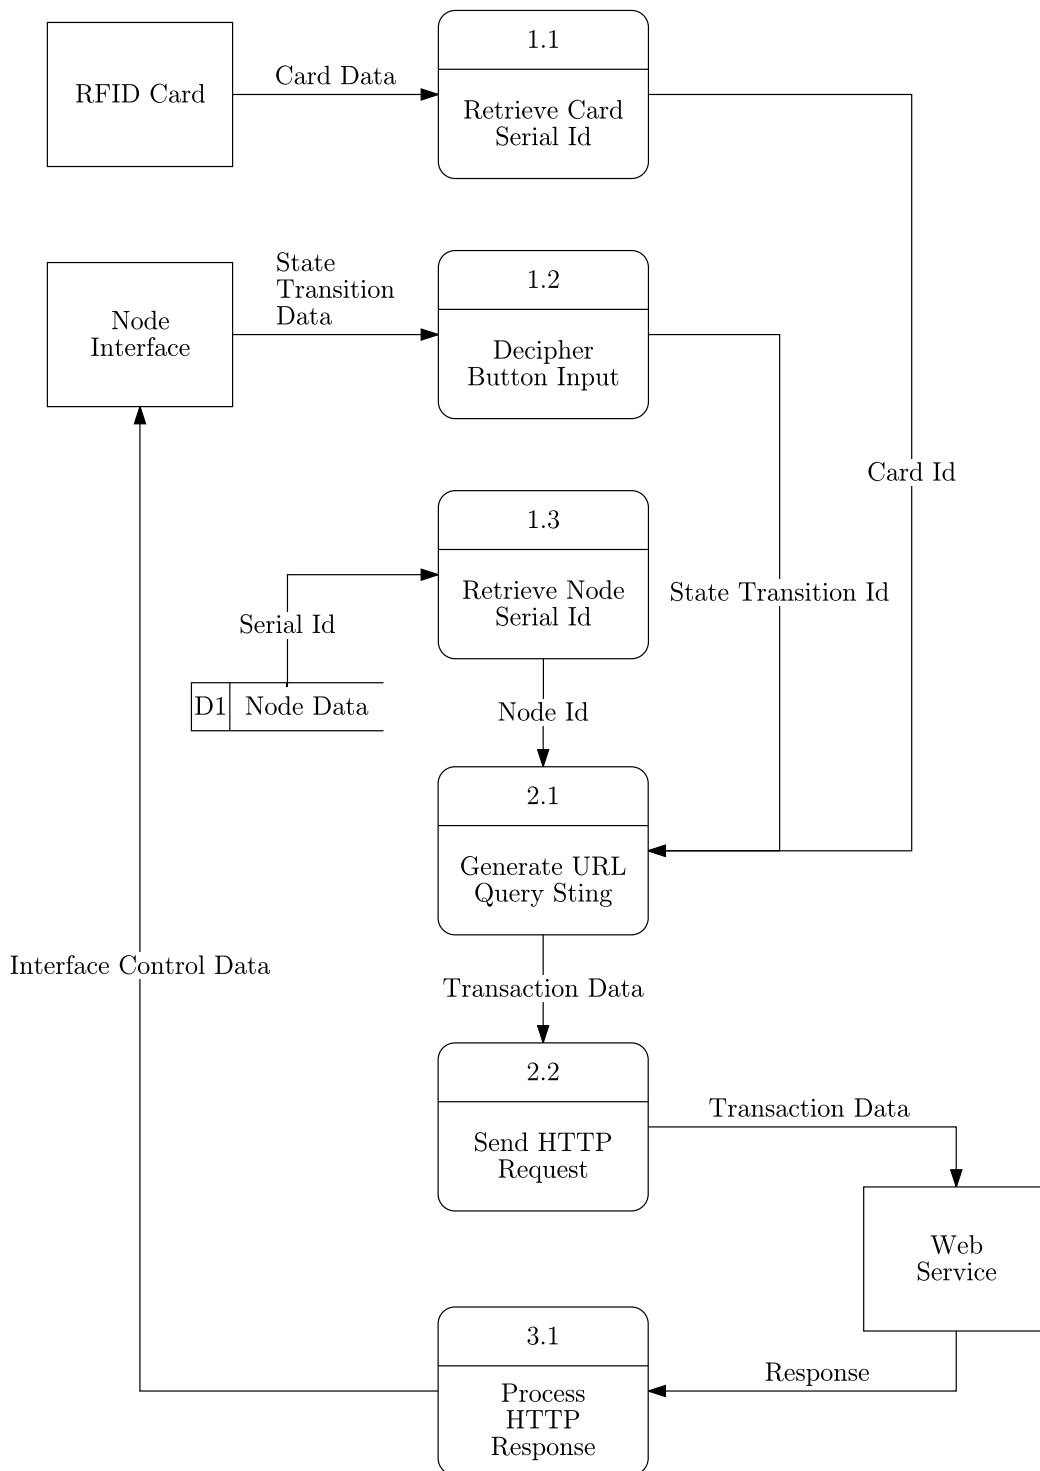 1.1
Card Data
RFID Card
Retrieve Card
Serial Id
State
Transition
Data
1.2
Node
Interface
Decipher
Button Input
Card Id
1.3
Retrieve Node
Serial Id
State Transition Id
Serial Id
D1 Node Data
Node Id
2.1
Generate URL
Query Sting
Interface Control Data
Transaction Data
2.2
Transaction Data
Send HTTP
Request
Web
Service
3.1
Response
Process
HTTP
Response